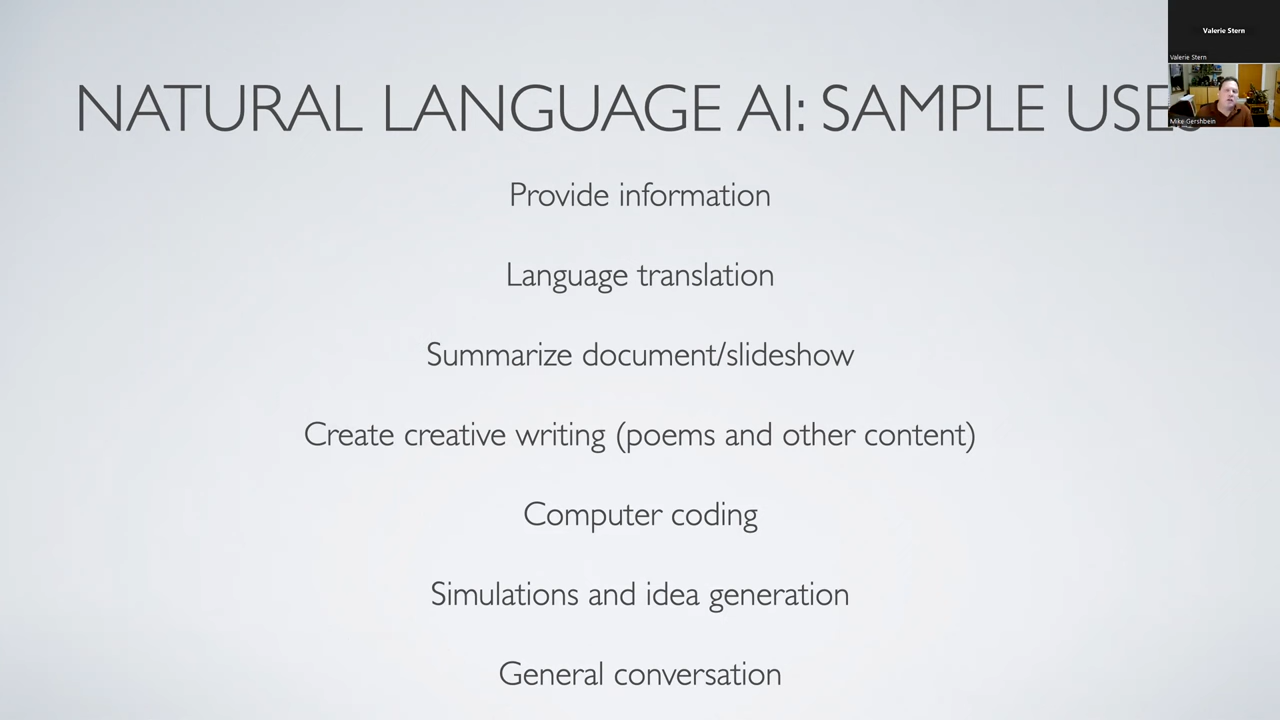 NATURAL LANGUAGE AI: SAMPLE USES
Provide information
Language translation
Summarize document/slideshow
Create creative writing (poems and other content)
Computer coding
Simulations and idea generation
General conversation
Valerie Stern
Valerie Stern
Mike Gershbein